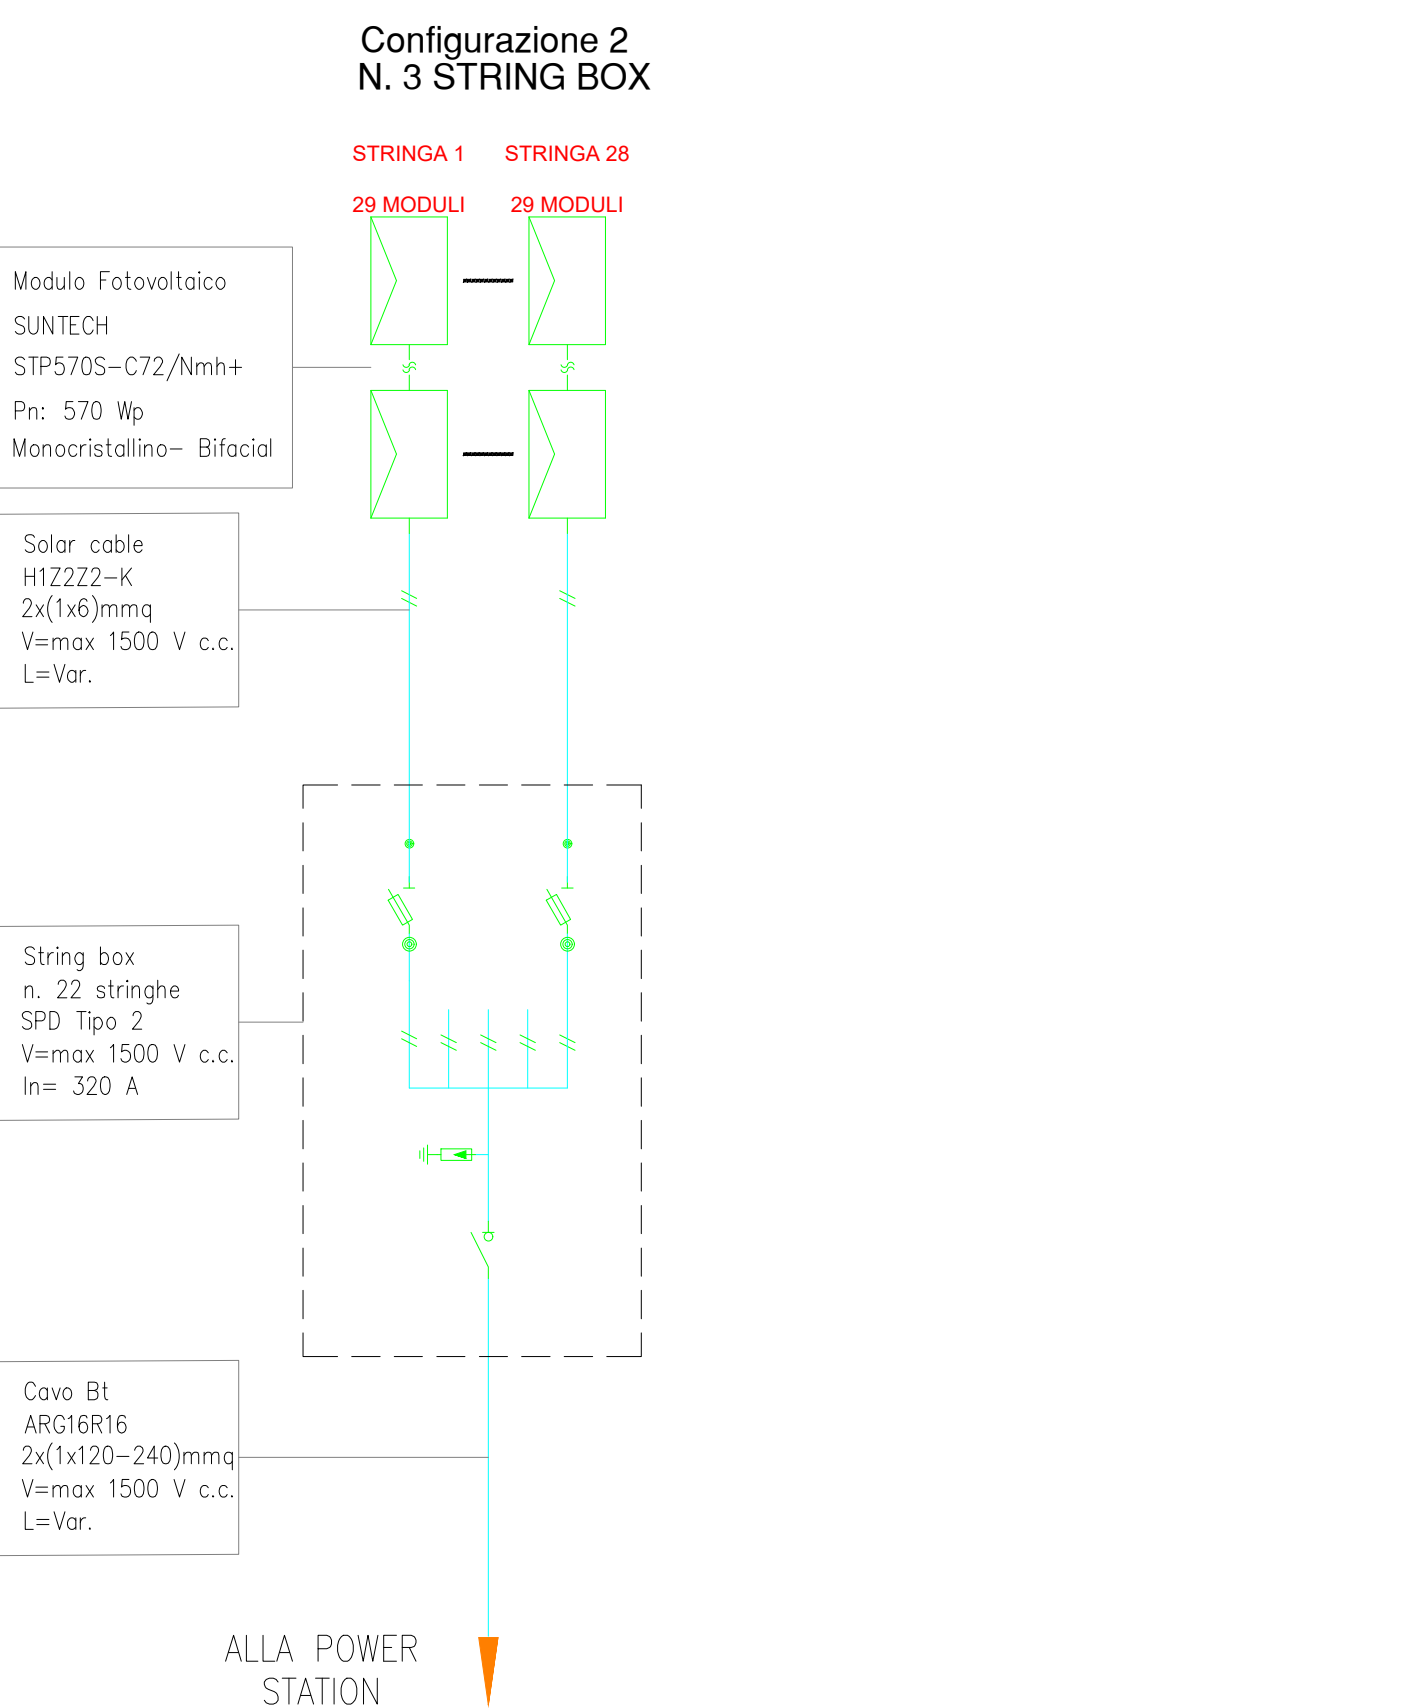 Configurazione 2
N. 3 STRING BOX
STRINGA 1 STRINGA 28
29 MODULI 29 MODULI
Modulo Fotovoltaico
SUNTECH
STP570S-C72/Nmh+
Pn: 570 Wp
Monocristallino- Bifacial
Solar cable
H1Z2Z2-K
2x(1x6)mmq
V=max 1500 V c.c.
L=Var.
String box
n. 22 stringhe
SPD Tipo 2
V=max 1500 V c.c.
In= 320 A
Cavo Bt
ARG16R16
2x(1x120-240)mmq
V=max 1500 V c.c.
L=Var.
ALLA POWER
STATION